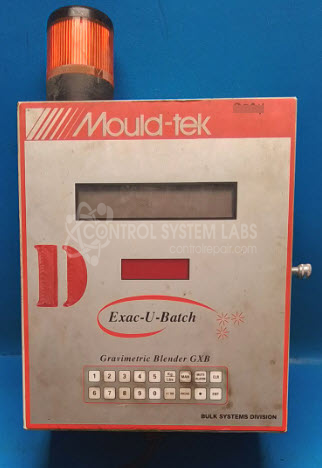 Mould-tek
CONTROL SYSTEM LABS
controlrepair.com
D
Exac-U-Batch
Gravimetric Blender GXB
1 2 3 4 5
6 7 8 9 0
BULK SYSTEMS DIVISION